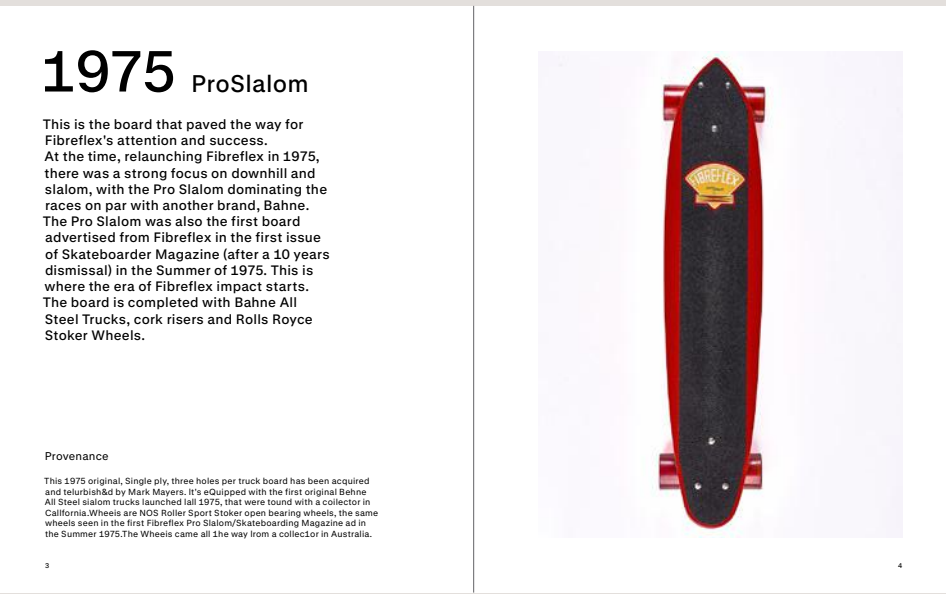 1975 ProSlalom
This is the board that paved the way for
Fibreflex's attention and success.
At the time, relaunching Fibreflex in 1975,
there was a strong focus on downhill and
slalom, with the Pro Slalom dominating the
races on par with another brand, Bahne.
The Pro Slalom was also the first board
advertised from Fibreflex in the first issue
of Skateboarder Magazine (after a 10 years
dismissal) in the Summer of 1975. This is
where the era of Fibreflex impact starts.
The board is completed with Bahne All
Steel Trucks, cork risers and Rolls Royce
Stoker Wheels.
Provenance
This 1975 original, Single ply, three holes per truck board has been acquired
and telurbish&d by Mark Mayers. It's eQuipped with the first original Behne
All Steel sialom trucks launched lall 1975, that were tound with a coilector in
Callfornia.Wheeis are NOS Roller Sport Stoker open bearing wheels, the same
wheels seen in the first Fibreflex Pro Slalom/Skateboarding Magazine ad in
the Summer 1975.The Wheeis came all 1he way Irom a collec1or in Australia.
3
FIBREFLEX
4